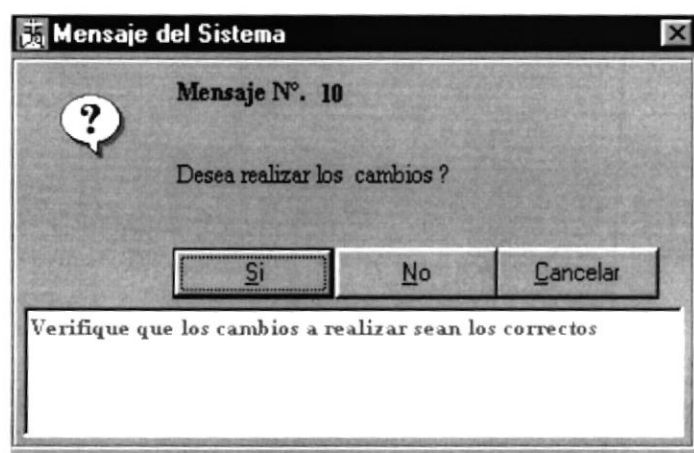 Mensaje del Sistema
Mensaje Nº. 10
?
Desea realizar los cambios ?
Si
No
Cancelar
Verifique que los cambios a realizar sean los correctos